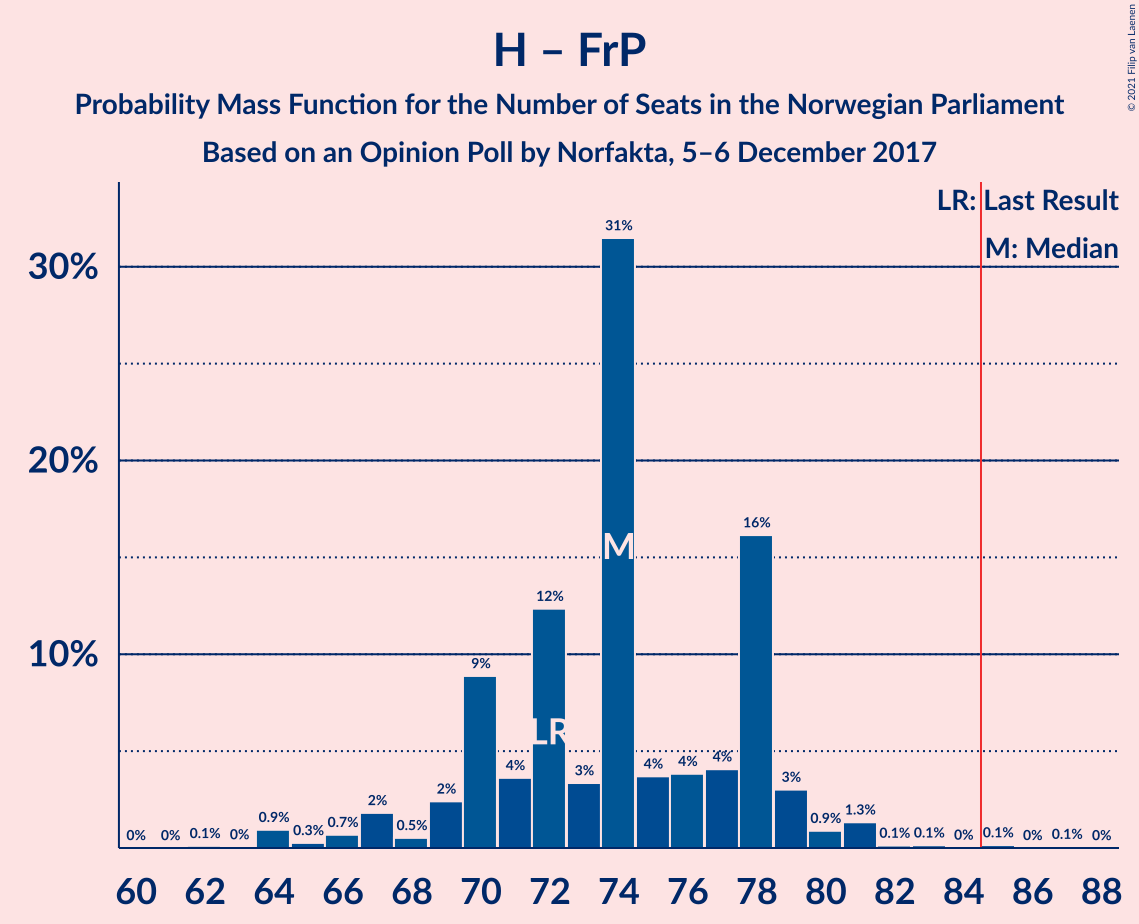 H – FrP
Probability Mass Function for the Number of Seats in the Norwegian Parliament
Based on an Opinion Poll by Norfakta, 5–6 December 2017
© 2021 Filip van Laenen
LR: Last Result
M: Median
30%
20%
10%
0% 0% 0.1% 0% 0.9% 0.3% 0.7% 2% 0.5% 2% 9% 4% 12% 3% 31% 4% 4% 4% 16% 3% 0.9% 1.3% 0.1% 0.1% 0% 0.1% 0% 0.1% 0%
M
LR
60 62 64 66 68 70 72 74 76 78 80 82 84 86 88